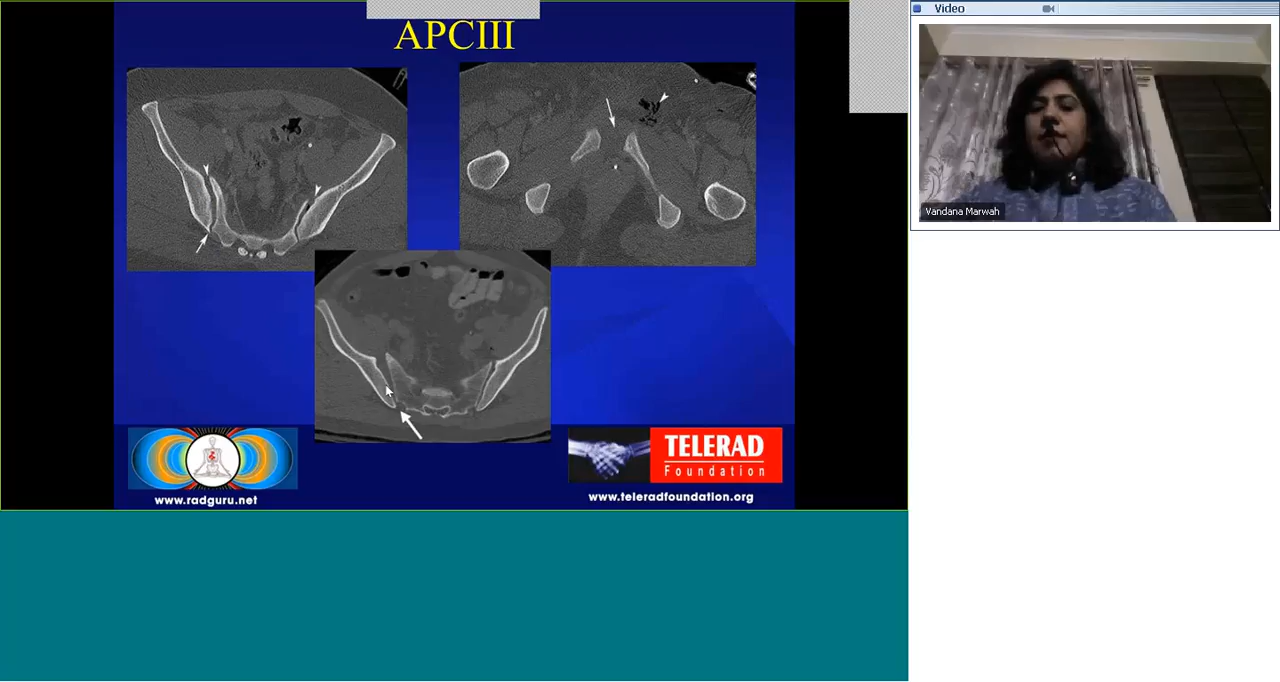 APCIII
www.radguru.net
TELERAD
Foundation
www.teleradfoundation.org
Video
Vandana Marwah